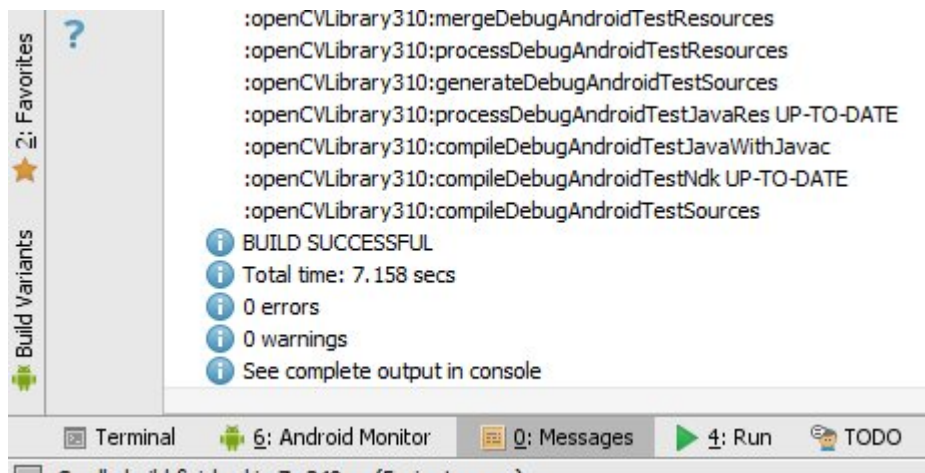 :openCVLibrary310:mergeDebugAndroidTestResources
:openCVLibrary310:processDebugAndroidTestResources
:openCVLibrary310:generateDebugAndroidTestSources
:openCVLibrary310:processDebugAndroidTestJavaRes UP-TO-DATE
:openCVLibrary310:compileDebugAndroidTestJavaWithJavac
:openCVLibrary310:compileDebugAndroidTestNdk UP-TO-DATE
:openCVLibrary310:compileDebugAndroidTestSources
BUILD SUCCESSFUL
Total time: 7.158 secs
0 errors
0 warnings
See complete output in console
2: Favorites
Build Variants
Terminal
6: Android Monitor
0: Messages
4: Run
TODO